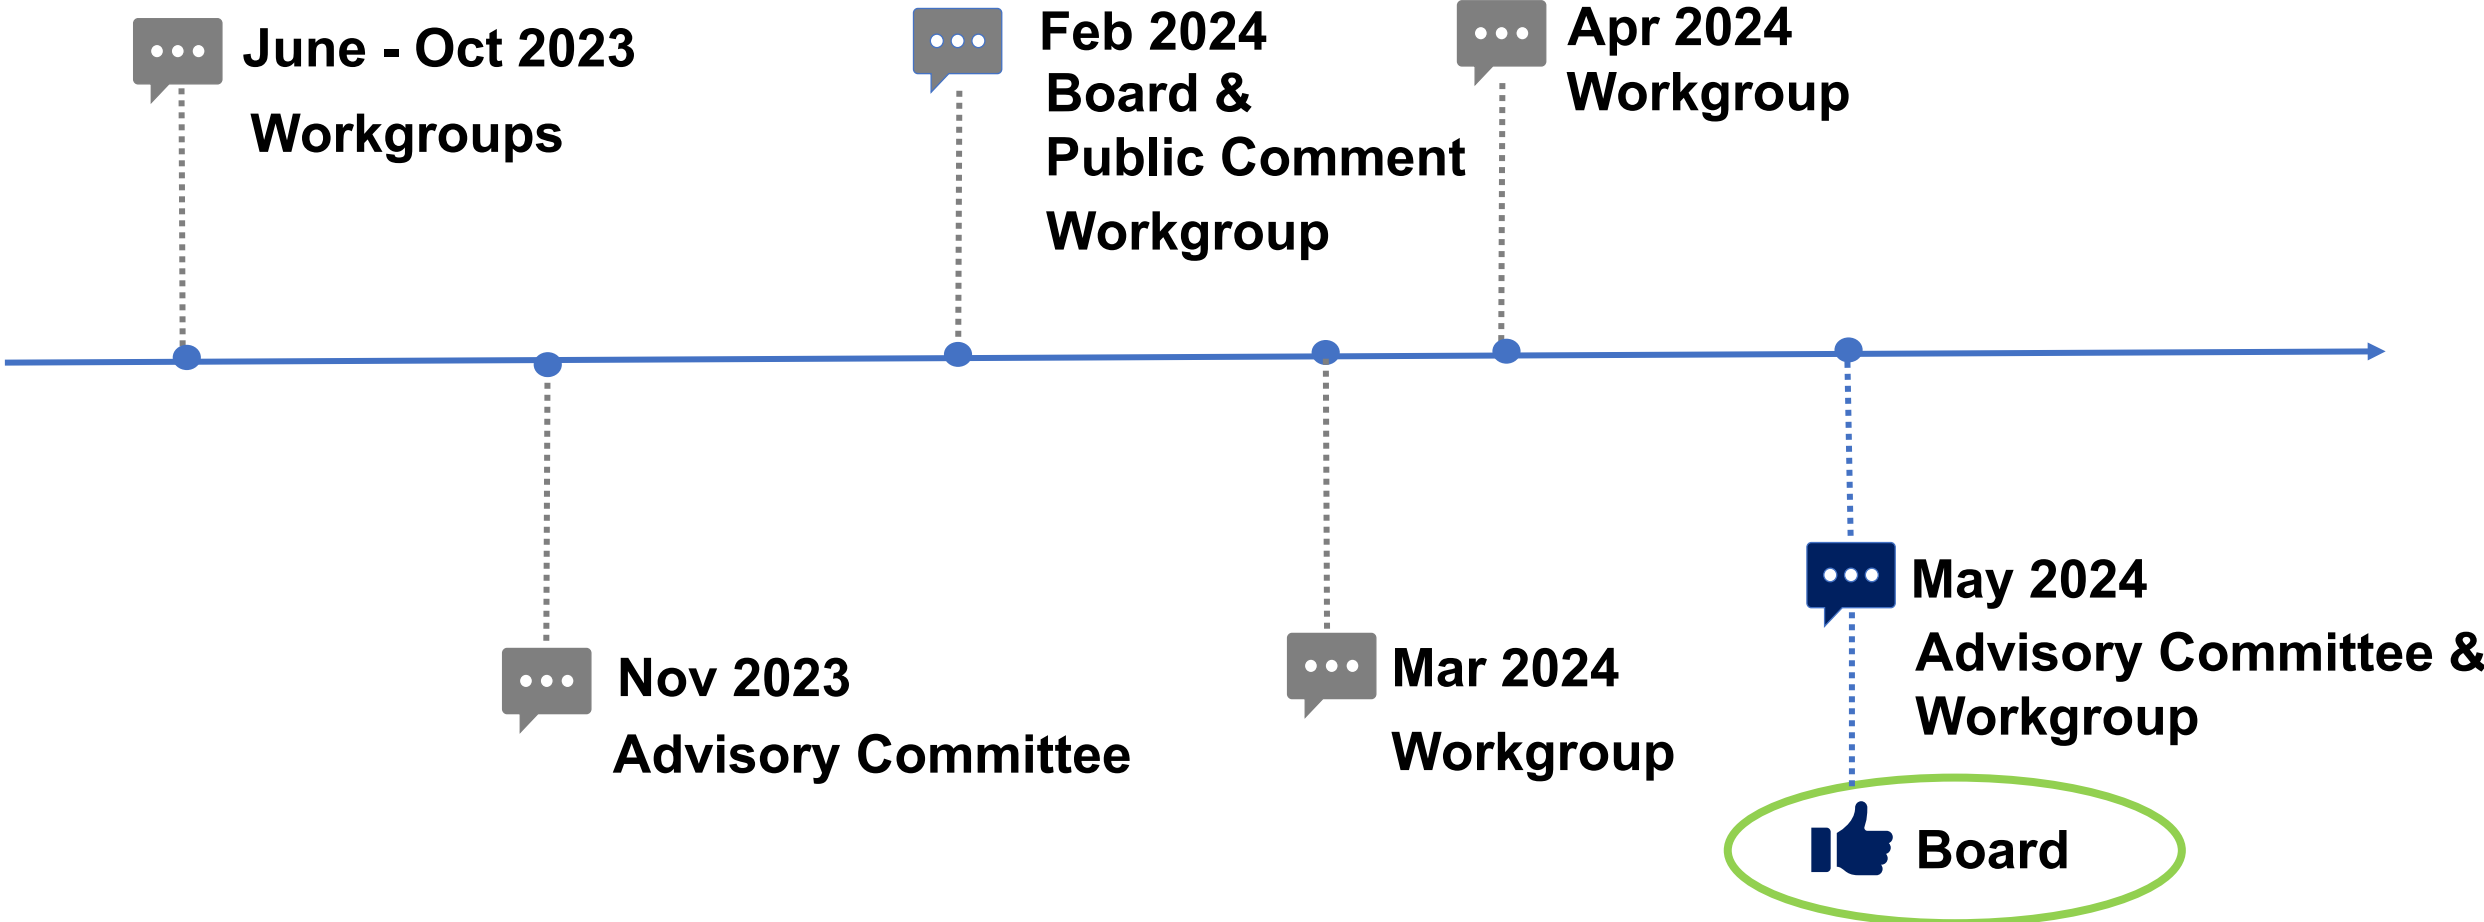 June - Oct 2023
Workgroups
Feb 2024
Board &
Public Comment
Workgroup
Apr 2024
Workgroup
Nov 2023
Advisory Committee
Mar 2024
Workgroup
May 2024
Advisory Committee &
Workgroup
Board